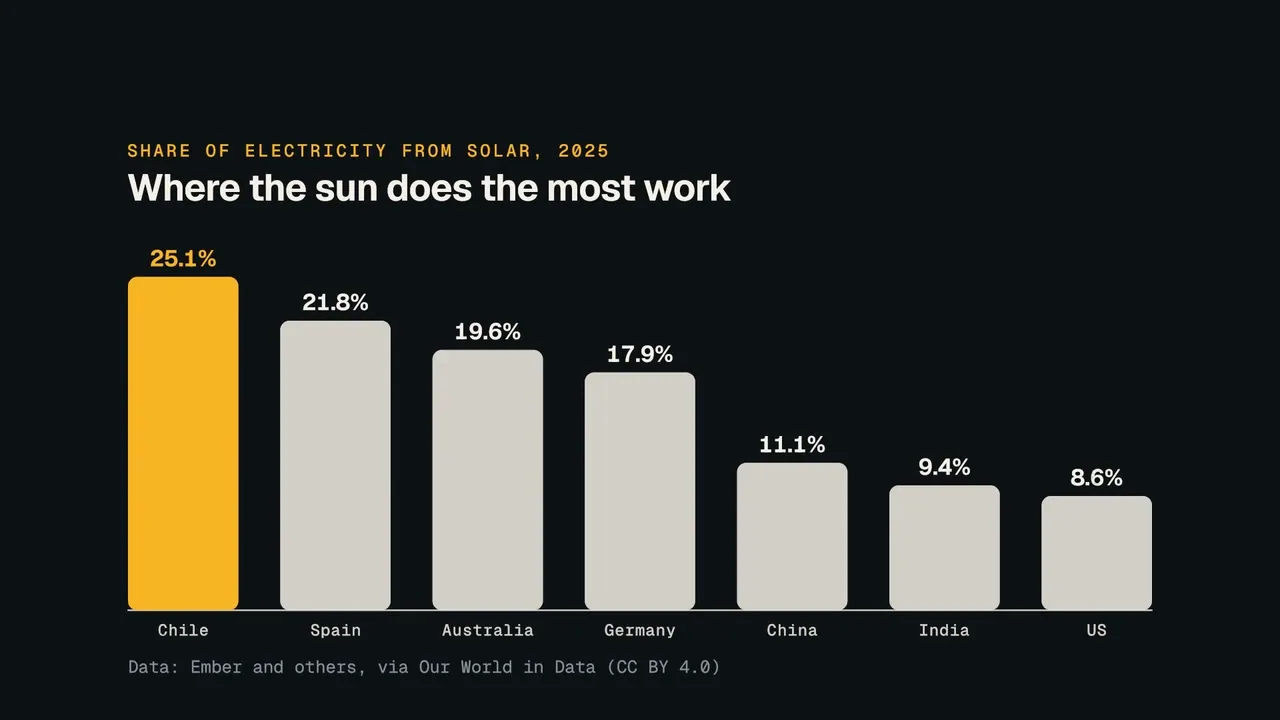 SHARE OF ELECTRICITY FROM SOLAR, 2025
Where the sun does the most work
25.1%
21.8%
19.6%
17.9%
11.1%
9.4%
8.6%
Chile
Spain
Australia
Germany
China
India
US
Data: Ember and others, via Our World in Data (CC BY 4.0)